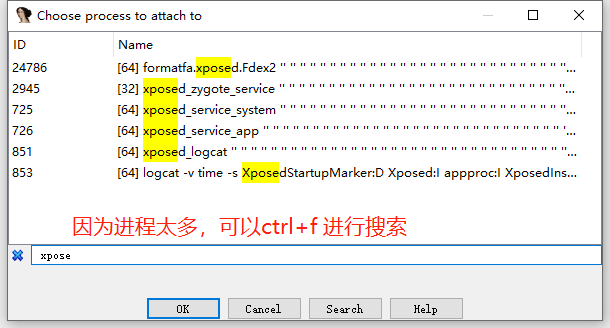 Choose process to attach to
ID Name
24786 [64] formatfa.xposed.Fdex2 " " " " " " " " " " " " " " " " " " " " " " " " " " " " "...
2945 [32] xposed_zygote_service " " " " " " " " " " " " " " " " " " " " " " " " " " " " "...
725 [64] xposed_service_system " " " " " " " " " " " " " " " " " " " " " " " " " " " " "...
726 [64] xposed_service_app " " " " " " " " " " " " " " " " " " " " " " " " " " " " " " '...
851 [64] xposed_logcat " " " " " " " " " " " " " " " " " " " " " " " " " " " " " " " " " "...
853 [64] logcat -v time -s XposedStartupMarker:D Xposed:I appproc:I XposedIns...
因为进程太多，可以ctrl+f 进行搜索
xpose
OK Cancel Search Help